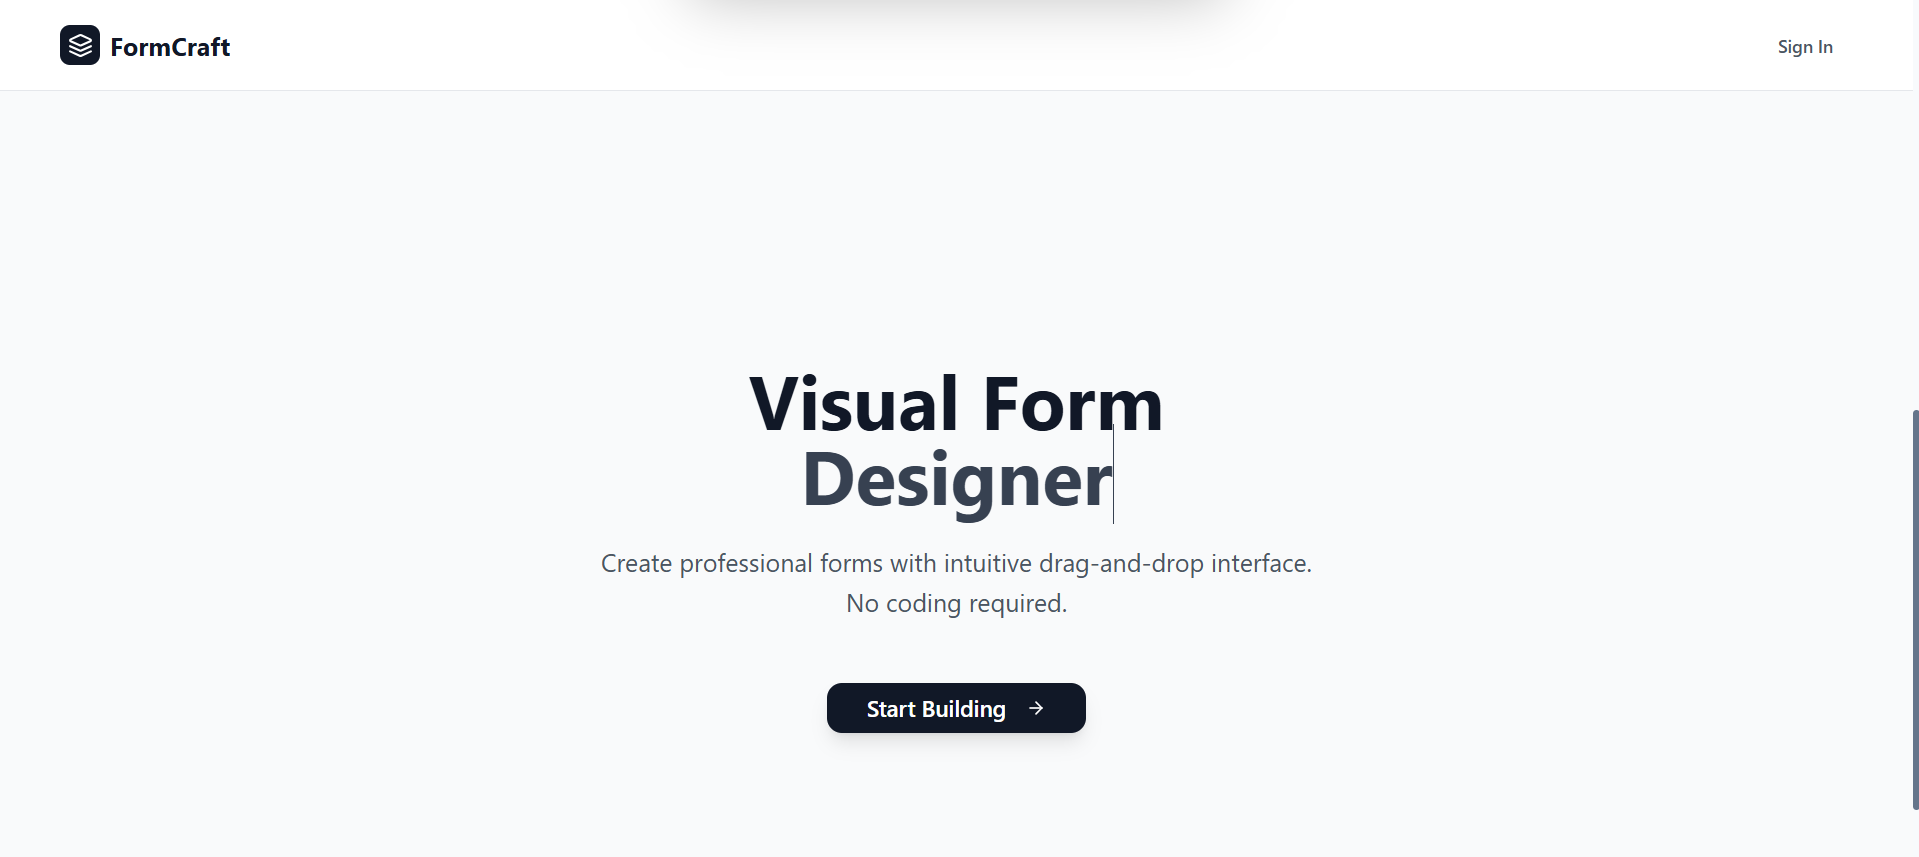 FormCraft
Sign In
Visual Form
Designer
Create professional forms with intuitive drag-and-drop interface.
No coding required.
Start Building